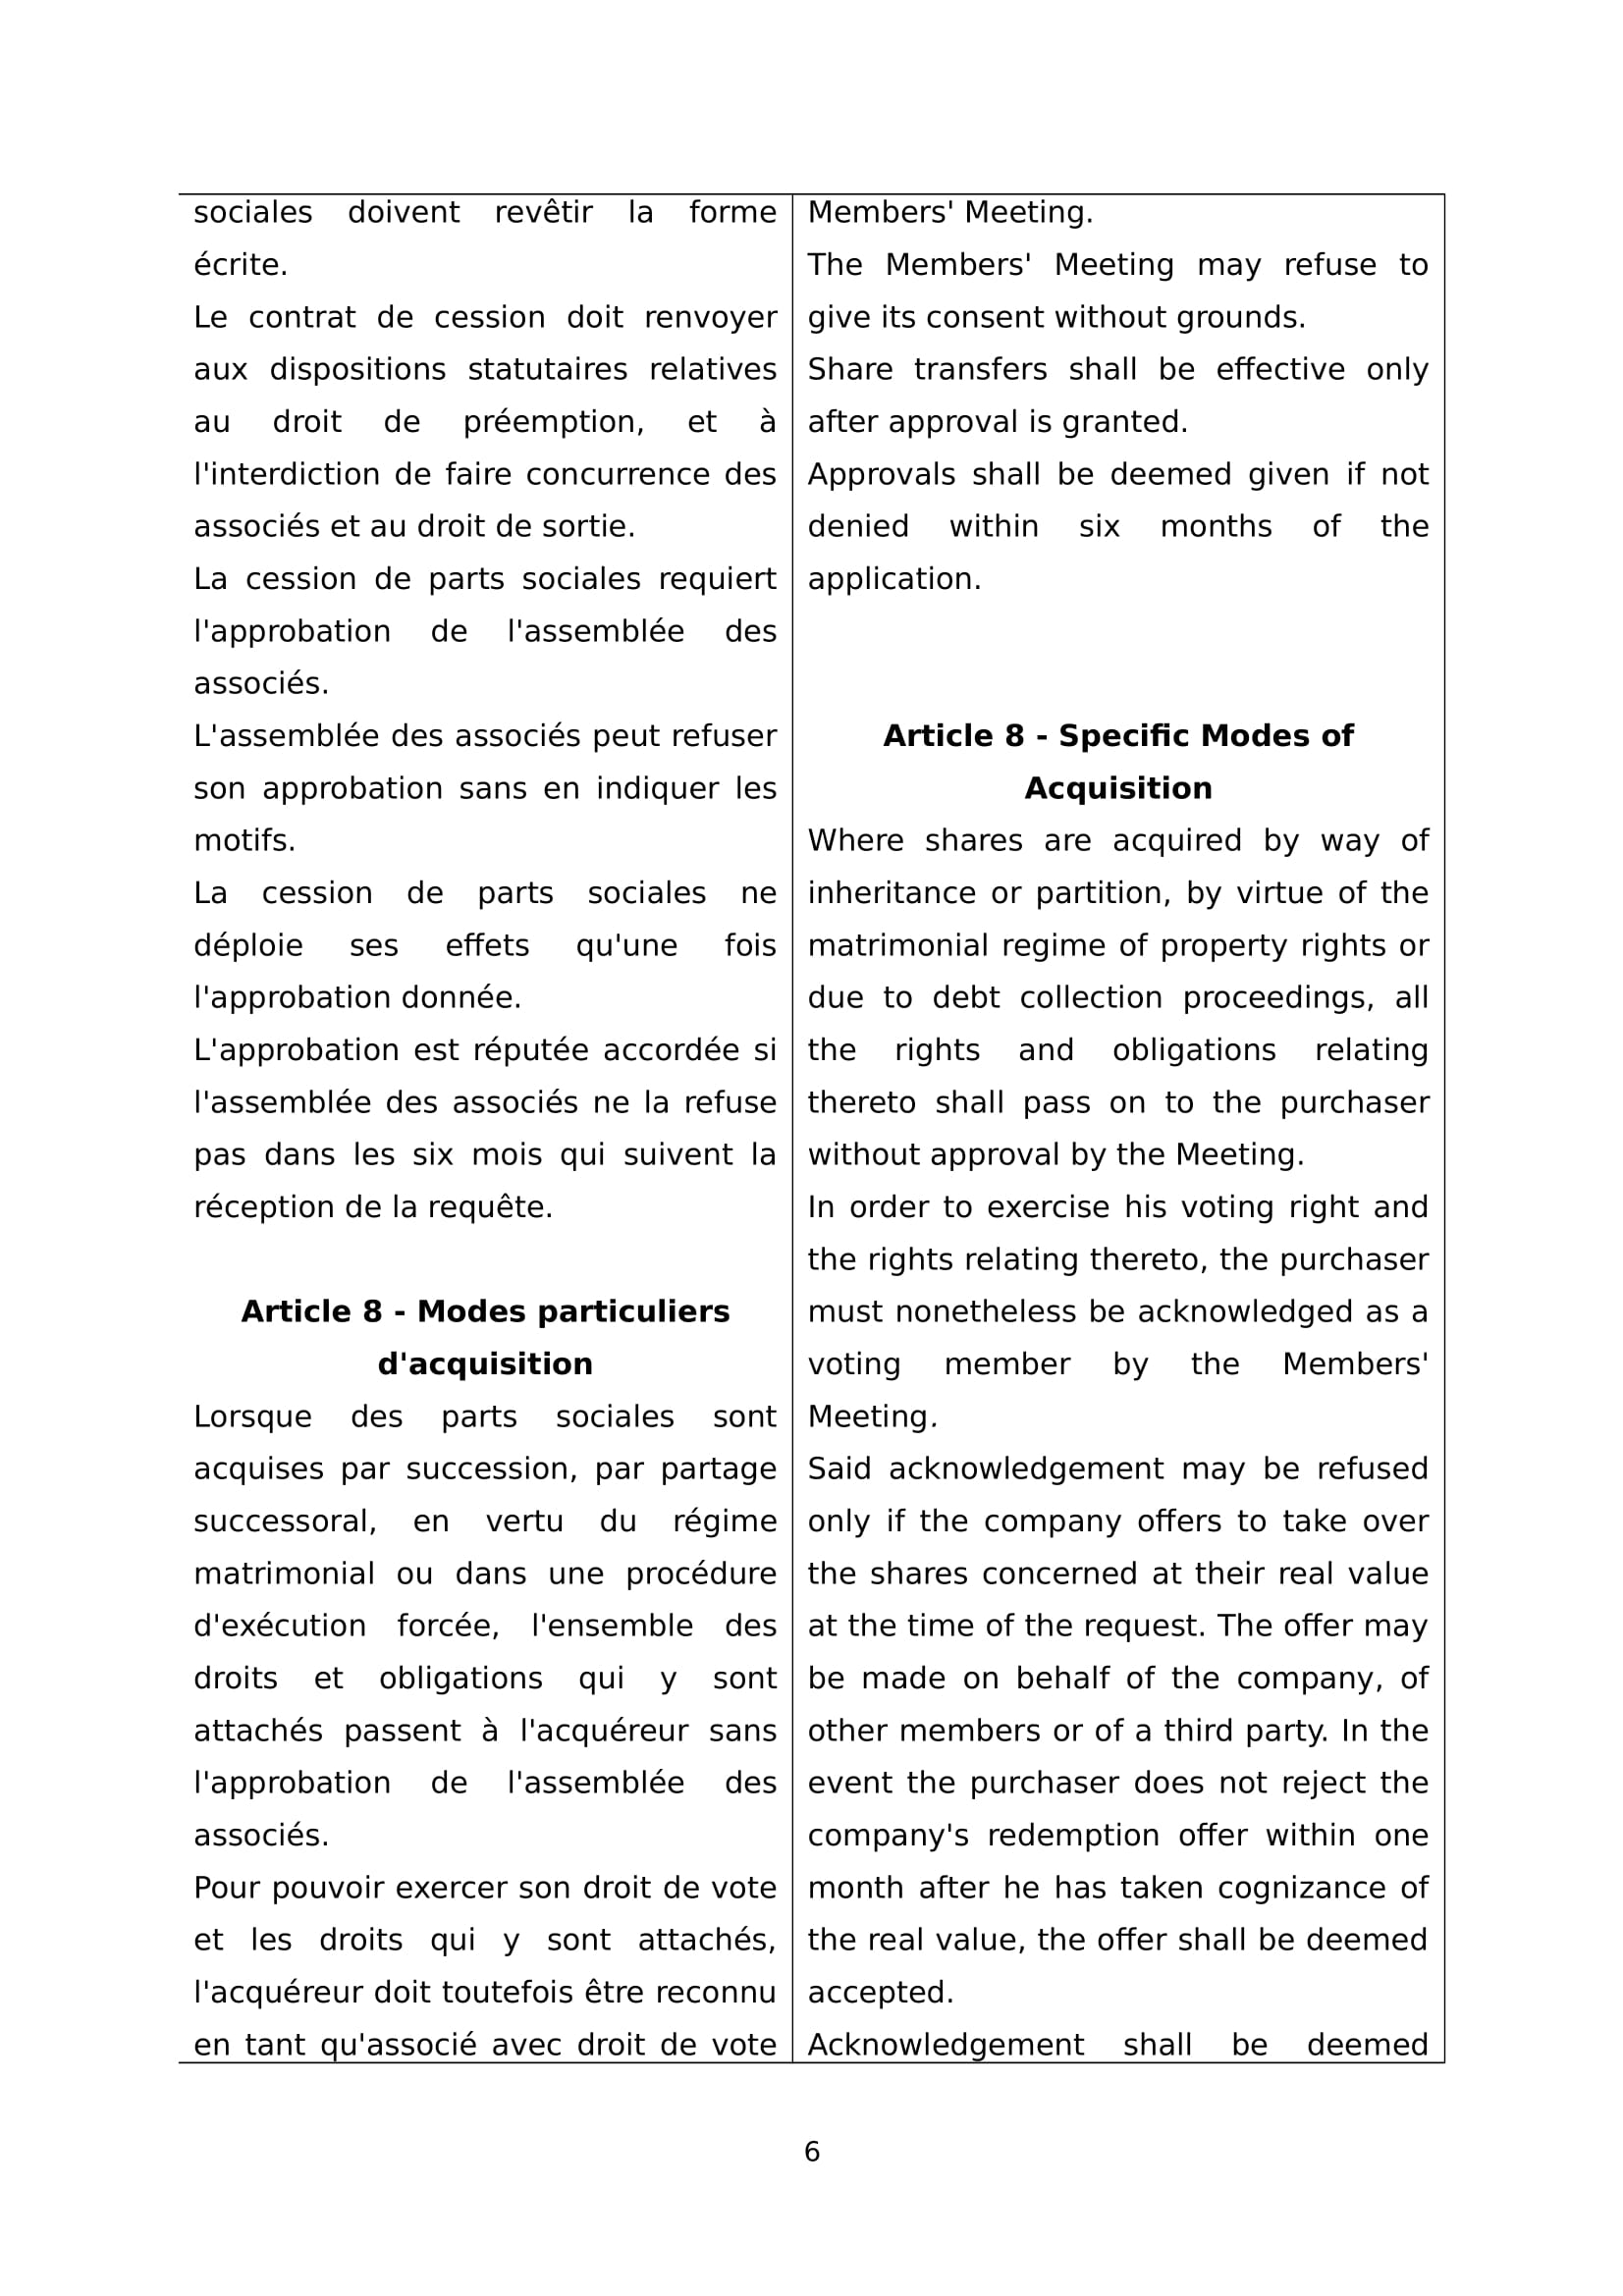 sociales doivent revêtir la forme
écrite.
Le contrat de cession doit renvoyer
aux dispositions statutaires relatives
au droit de préemption, et à
l'interdiction de faire concurrence des
associés et au droit de sortie.
La cession de parts sociales requiert
l'approbation de l'assemblée des
associés.
L'assemblée des associés peut refuser
son approbation sans en indiquer les
motifs.
La cession de parts sociales ne
déploie ses effets qu'une fois
l'approbation donnée.
L'approbation est réputée accordée si
l'assemblée des associés ne la refuse
pas dans les six mois qui suivent la
réception de la requête.
Article 8 - Modes particuliers
d'acquisition
Lorsque des parts sociales sont
acquises par succession, par partage
successoral, en vertu du régime
matrimonial ou dans une procédure
d'exécution forcée, l'ensemble des
droits et obligations qui y sont
attachés passent à l'acquéreur sans
l'approbation de l'assemblée des
associés.
Pour pouvoir exercer son droit de vote
et les droits qui y sont attachés,
l'acquéreur doit toutefois être reconnu
en tant qu'associé avec droit de vote
Members' Meeting.
The Members' Meeting may refuse to
give its consent without grounds.
Share transfers shall be effective only
after approval is granted.
Approvals shall be deemed given if not
denied within six months of the
application.
Article 8 - Specific Modes of
Acquisition
Where shares are acquired by way of
inheritance or partition, by virtue of the
matrimonial regime of property rights or
due to debt collection proceedings, all
the rights and obligations relating
thereto shall pass on to the purchaser
without approval by the Meeting.
In order to exercise his voting right and
the rights relating thereto, the purchaser
must nonetheless be acknowledged as a
voting member by the Members'
Meeting.
Said acknowledgement may be refused
only if the company offers to take over
the shares concerned at their real value
at the time of the request. The offer may
be made on behalf of the company, of
other members or of a third party. In the
event the purchaser does not reject the
company's redemption offer within one
month after he has taken cognizance of
the real value, the offer shall be deemed
accepted.
Acknowledgement shall be deemed
6